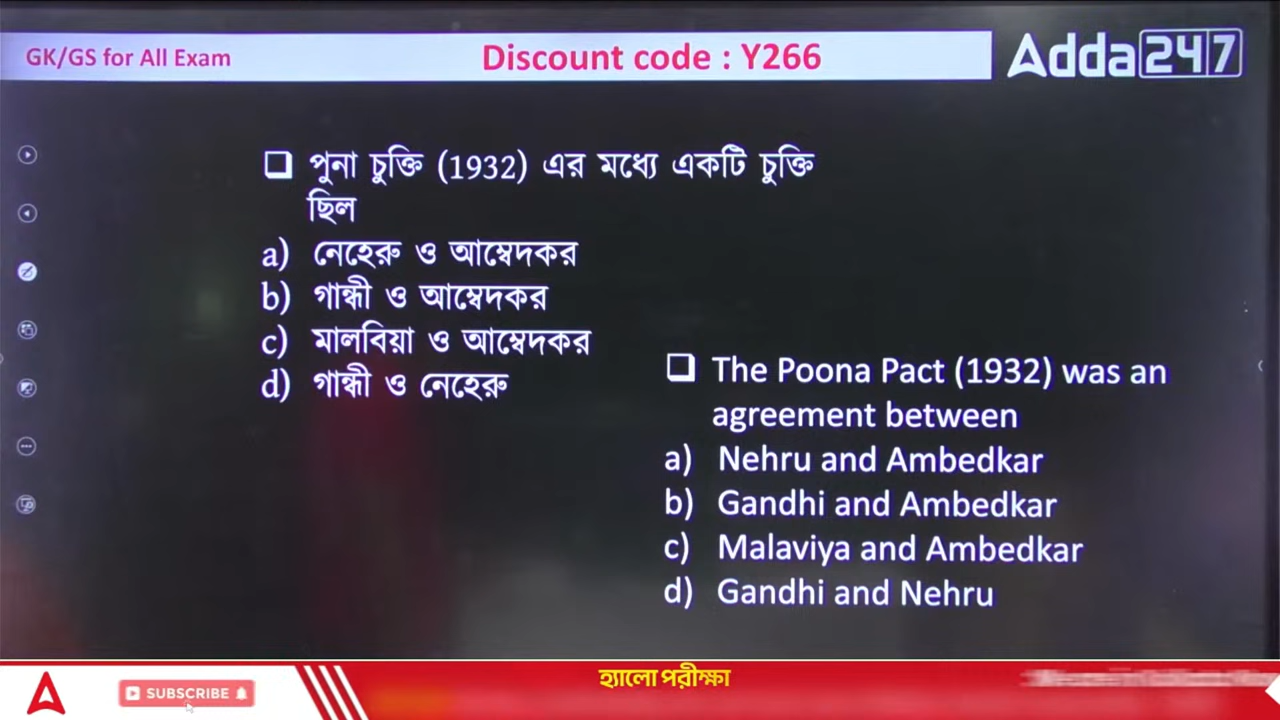 GK/GS for All Exam
Discount code : Y266
Adda247
❑ পুনা চুক্তি (1932) এর মধ্যে একটি চুক্তি
ছিল
a) নেহেরু ও আম্বেদকর
b) গান্ধী ও আম্বেদকর
c) মালবিয়া ও আম্বেদকর
d) গান্ধী ও নেহেরু
❑ The Poona Pact (1932) was an
agreement between
a) Nehru and Ambedkar
b) Gandhi and Ambedkar
c) Malaviya and Ambedkar
d) Gandhi and Nehru
SUBSCRIBE
হ্যালো পরীক্ষা